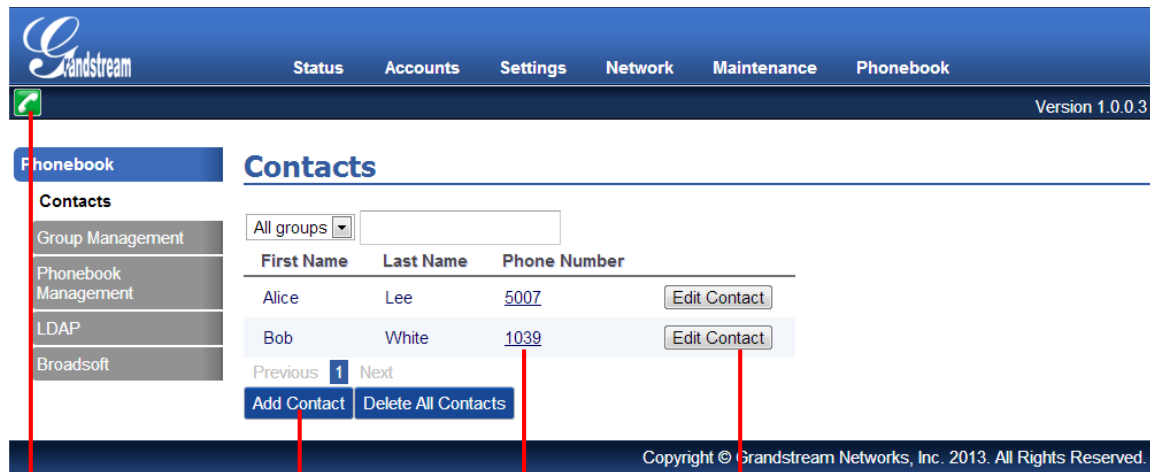 Grandstream
Status Accounts Settings Network Maintenance Phonebook
Version 1.0.0.3
Phonebook
Contacts
Group Management
Phonebook
Management
LDAP
Broadsoft
Contacts
All groups
First Name Last Name Phone Number
Alice Lee 5007 Edit Contact
Bob White 1039 Edit Contact
Previous 1 Next
Add Contact Delete All Contacts
Copyright © Grandstream Networks, Inc. 2013. All Rights Reserved.